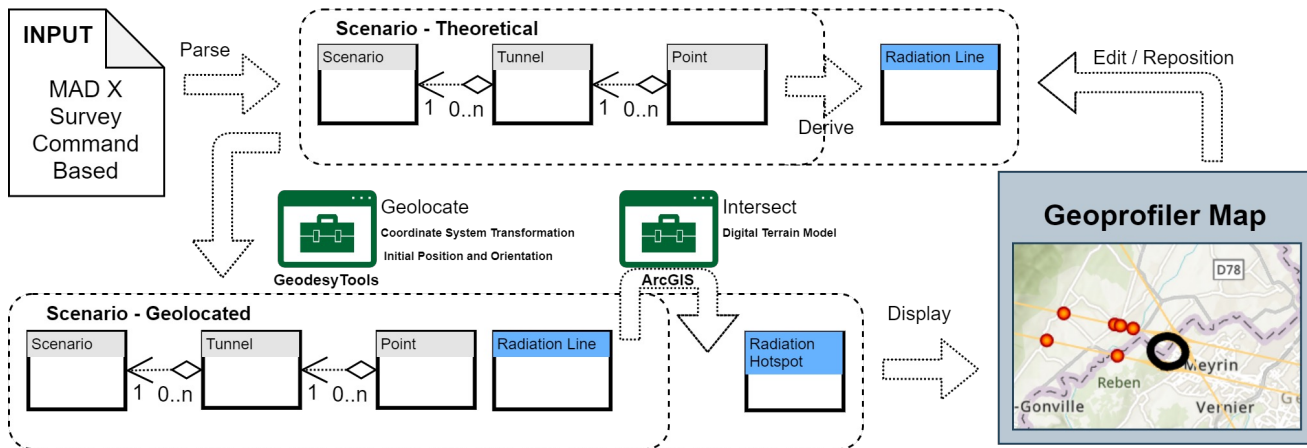 INPUT
MAD X
Survey
Command
Based
Parse
Scenario - Theoretical
Scenario
1
0..n
Tunnel
1
0..n
Point
Derive
Radiation Line
Edit / Reposition
Geolocate
Coordinate System Transformation
Initial Position and Orientation
GeodesyTools
Intersect
Digital Terrain Model
ArcGIS
Scenario - Geolocated
Scenario
1
0..n
Tunnel
1
0..n
Point
Radiation Line
Radiation
Hotspot
Display
Geoprofiler Map
D78
Meyrin
Reben
-Gonville
Vernier
Ge